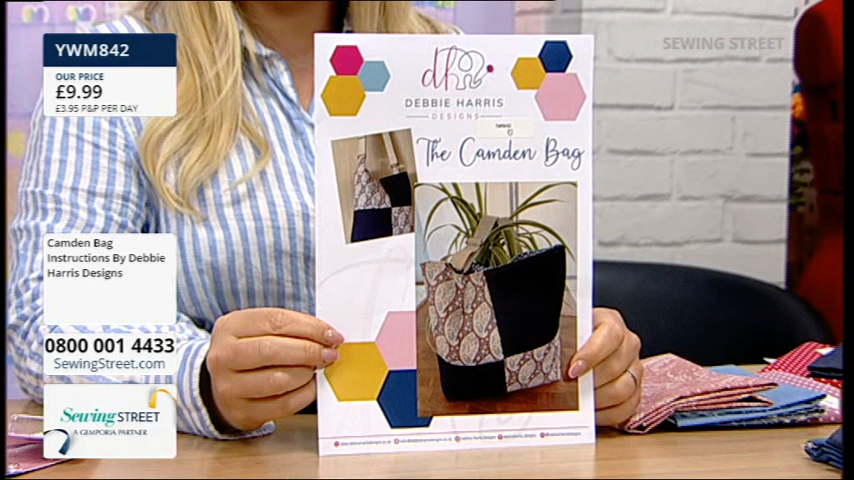 YWM842
OUR PRICE
£9.99
£3.95 P&P PER DAY
Camden Bag
Instructions By Debbie
Harris Designs
0800 001 4433
SewingStreet.com
Sewing STREET
A GEMPORIA PARTNER
SEWING STREET
dh
DEBBIE HARRIS
DESIGNS
The Camden Bag